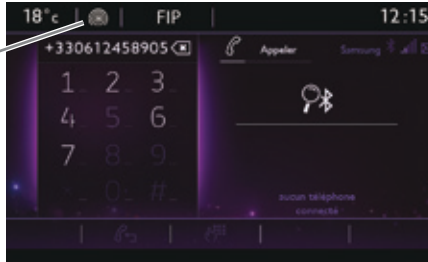 18°c FIP 12:15
+330612458905
Appeler Samsung
1 2 3
4 5 6
7 8 9
0 #
aucun téléphone
connecté